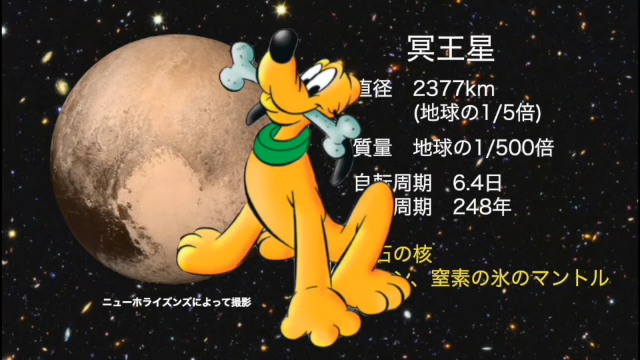 冥王星
直径　2377km
(地球の1/5倍)
質量　地球の1/500倍
自転周期　6.4日
周期　248年
石の核
、窒素の氷のマントル
ニューホライズンズによって撮影